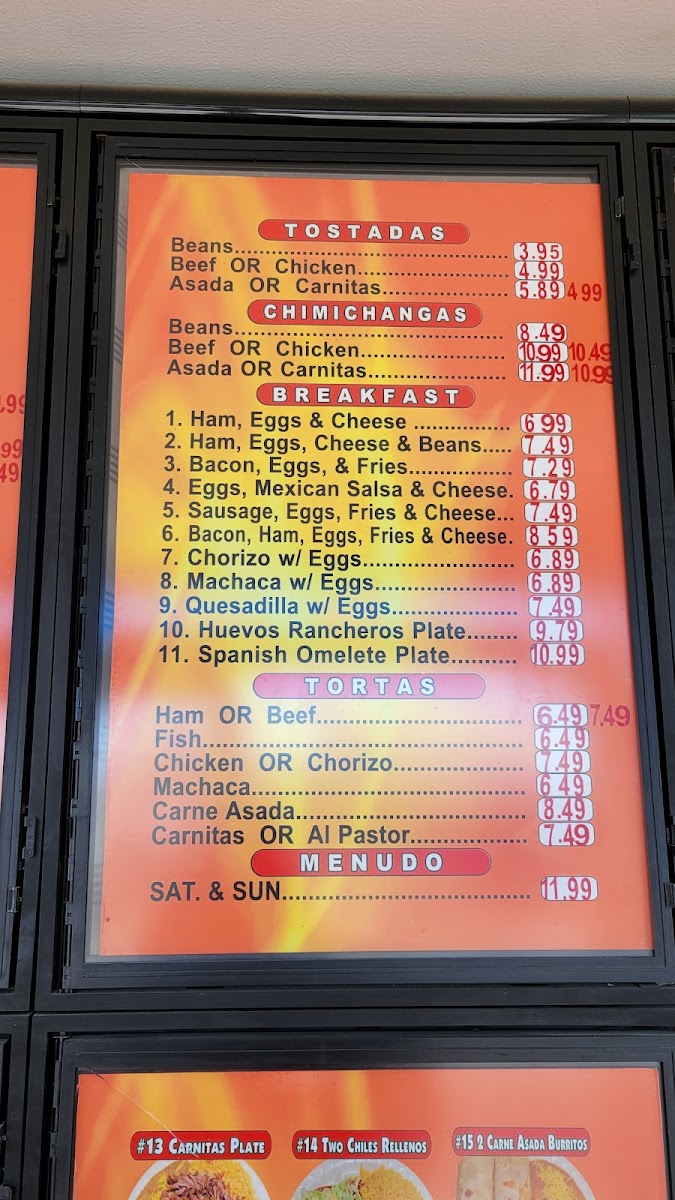 TOSTADAS
Beans........................................ 3.95
Beef OR Chicken...................... 4.99
Asada OR Carnitas................... 5.89 4 99
CHIMICHANGAS
Beans........................................ 8.49
Beef OR Chicken..................... 10.99 10.49
Asada OR Carnitas.................... 11.99 10.99
BREAKFAST
1. Ham, Eggs & Cheese ................ 6 99
2. Ham, Eggs, Cheese & Beans..... 7.49
3. Bacon, Eggs, & Fries............... 7.29
4. Eggs, Mexican Salsa & Cheese. 6.79
5. Sausage, Eggs, Fries & Cheese... 7.49
6. Bacon, Ham, Eggs, Fries & Cheese. 8 5 9
7. Chorizo w/ Eggs........................ 6.89
8. Machaca w/ Eggs...................... 6.89
9. Quesadilla w/ Eggs.................... 7.49
10. Huevos Rancheros Plate........ 9.79
11. Spanish Omelete Plate.......... 10.99
TORTAS
Ham OR Beef............................. 6.49 7.49
Fish............................................. 6.49
Chicken OR Chorizo.................. 7.49
Machaca...................................... 6 49
Carne Asada................................ 8.49
Carnitas OR Al Pastor................. 7.49
MENUDO
SAT. & SUN.................................. 11.99
.99
.99
49
#13 CARNITAS PLATE
#14 TWO CHILES RELLENOS
#15 2 CARNE ASADA BURRITOS